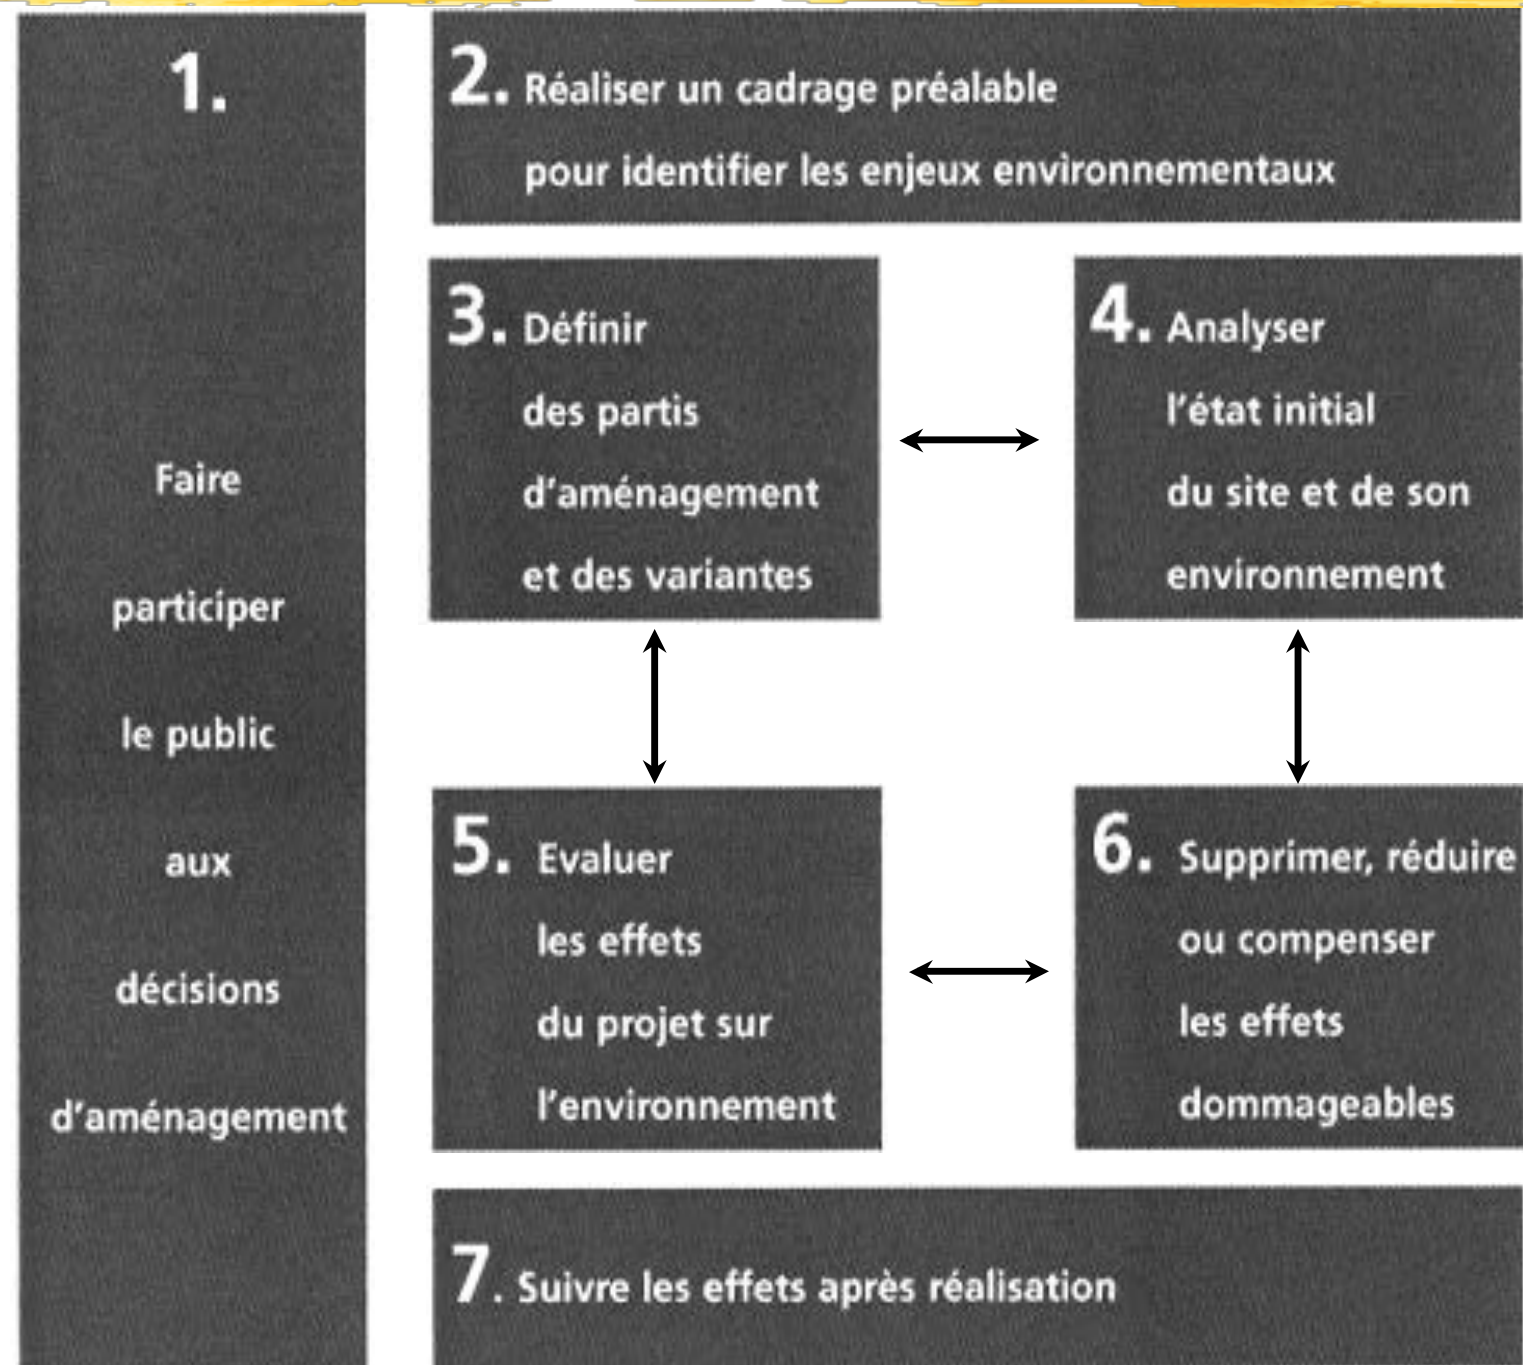 1.
Faire
participer
le public
aux
décisions
d'aménagement
2. Réaliser un cadrage préalable
pour identifier les enjeux environnementaux
3. Définir
des partis
d'aménagement
et des variantes
4. Analyser
l'état initial
du site et de son
environnement
5. Evaluer
les effets
du projet sur
l'environnement
6. Supprimer, réduire
ou compenser
les effets
dommageables
7. Suivre les effets après réalisation